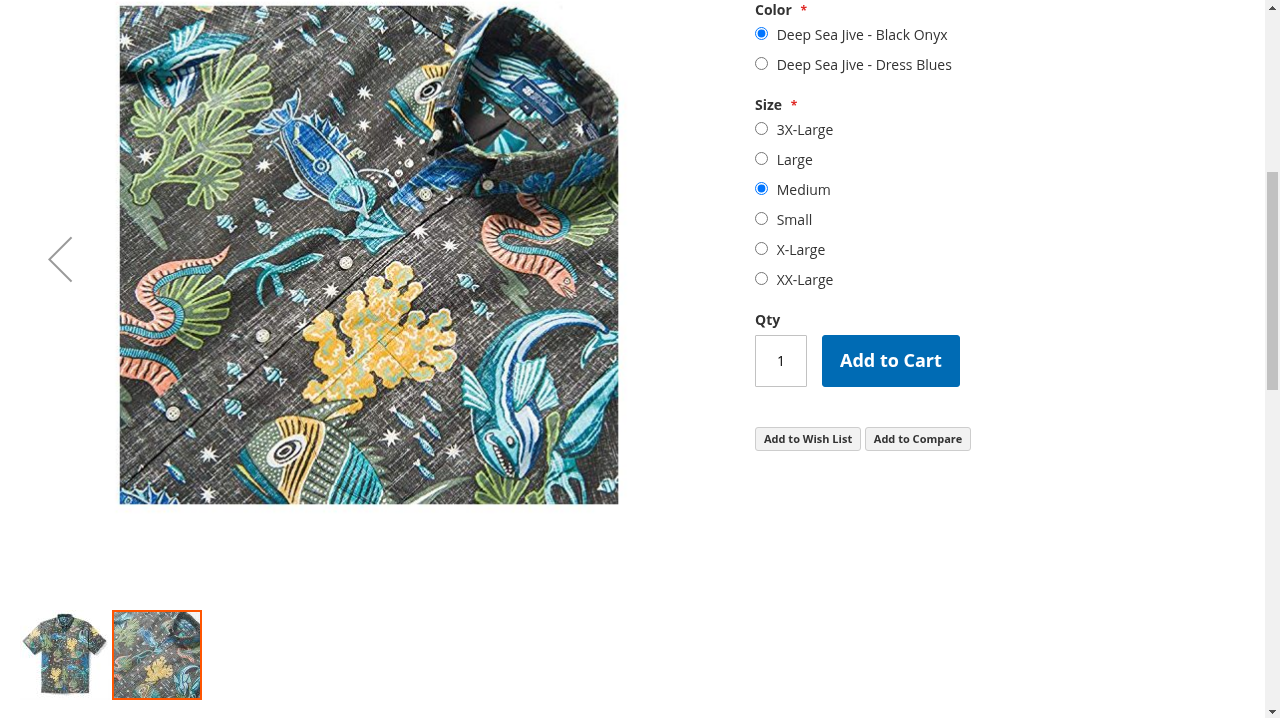 Color *
Deep Sea Jive - Black Onyx
Deep Sea Jive - Dress Blues
Size *
3X-Large
Large
Medium
Small
X-Large
XX-Large
Qty
1
Add to Cart
Add to Wish List
Add to Compare